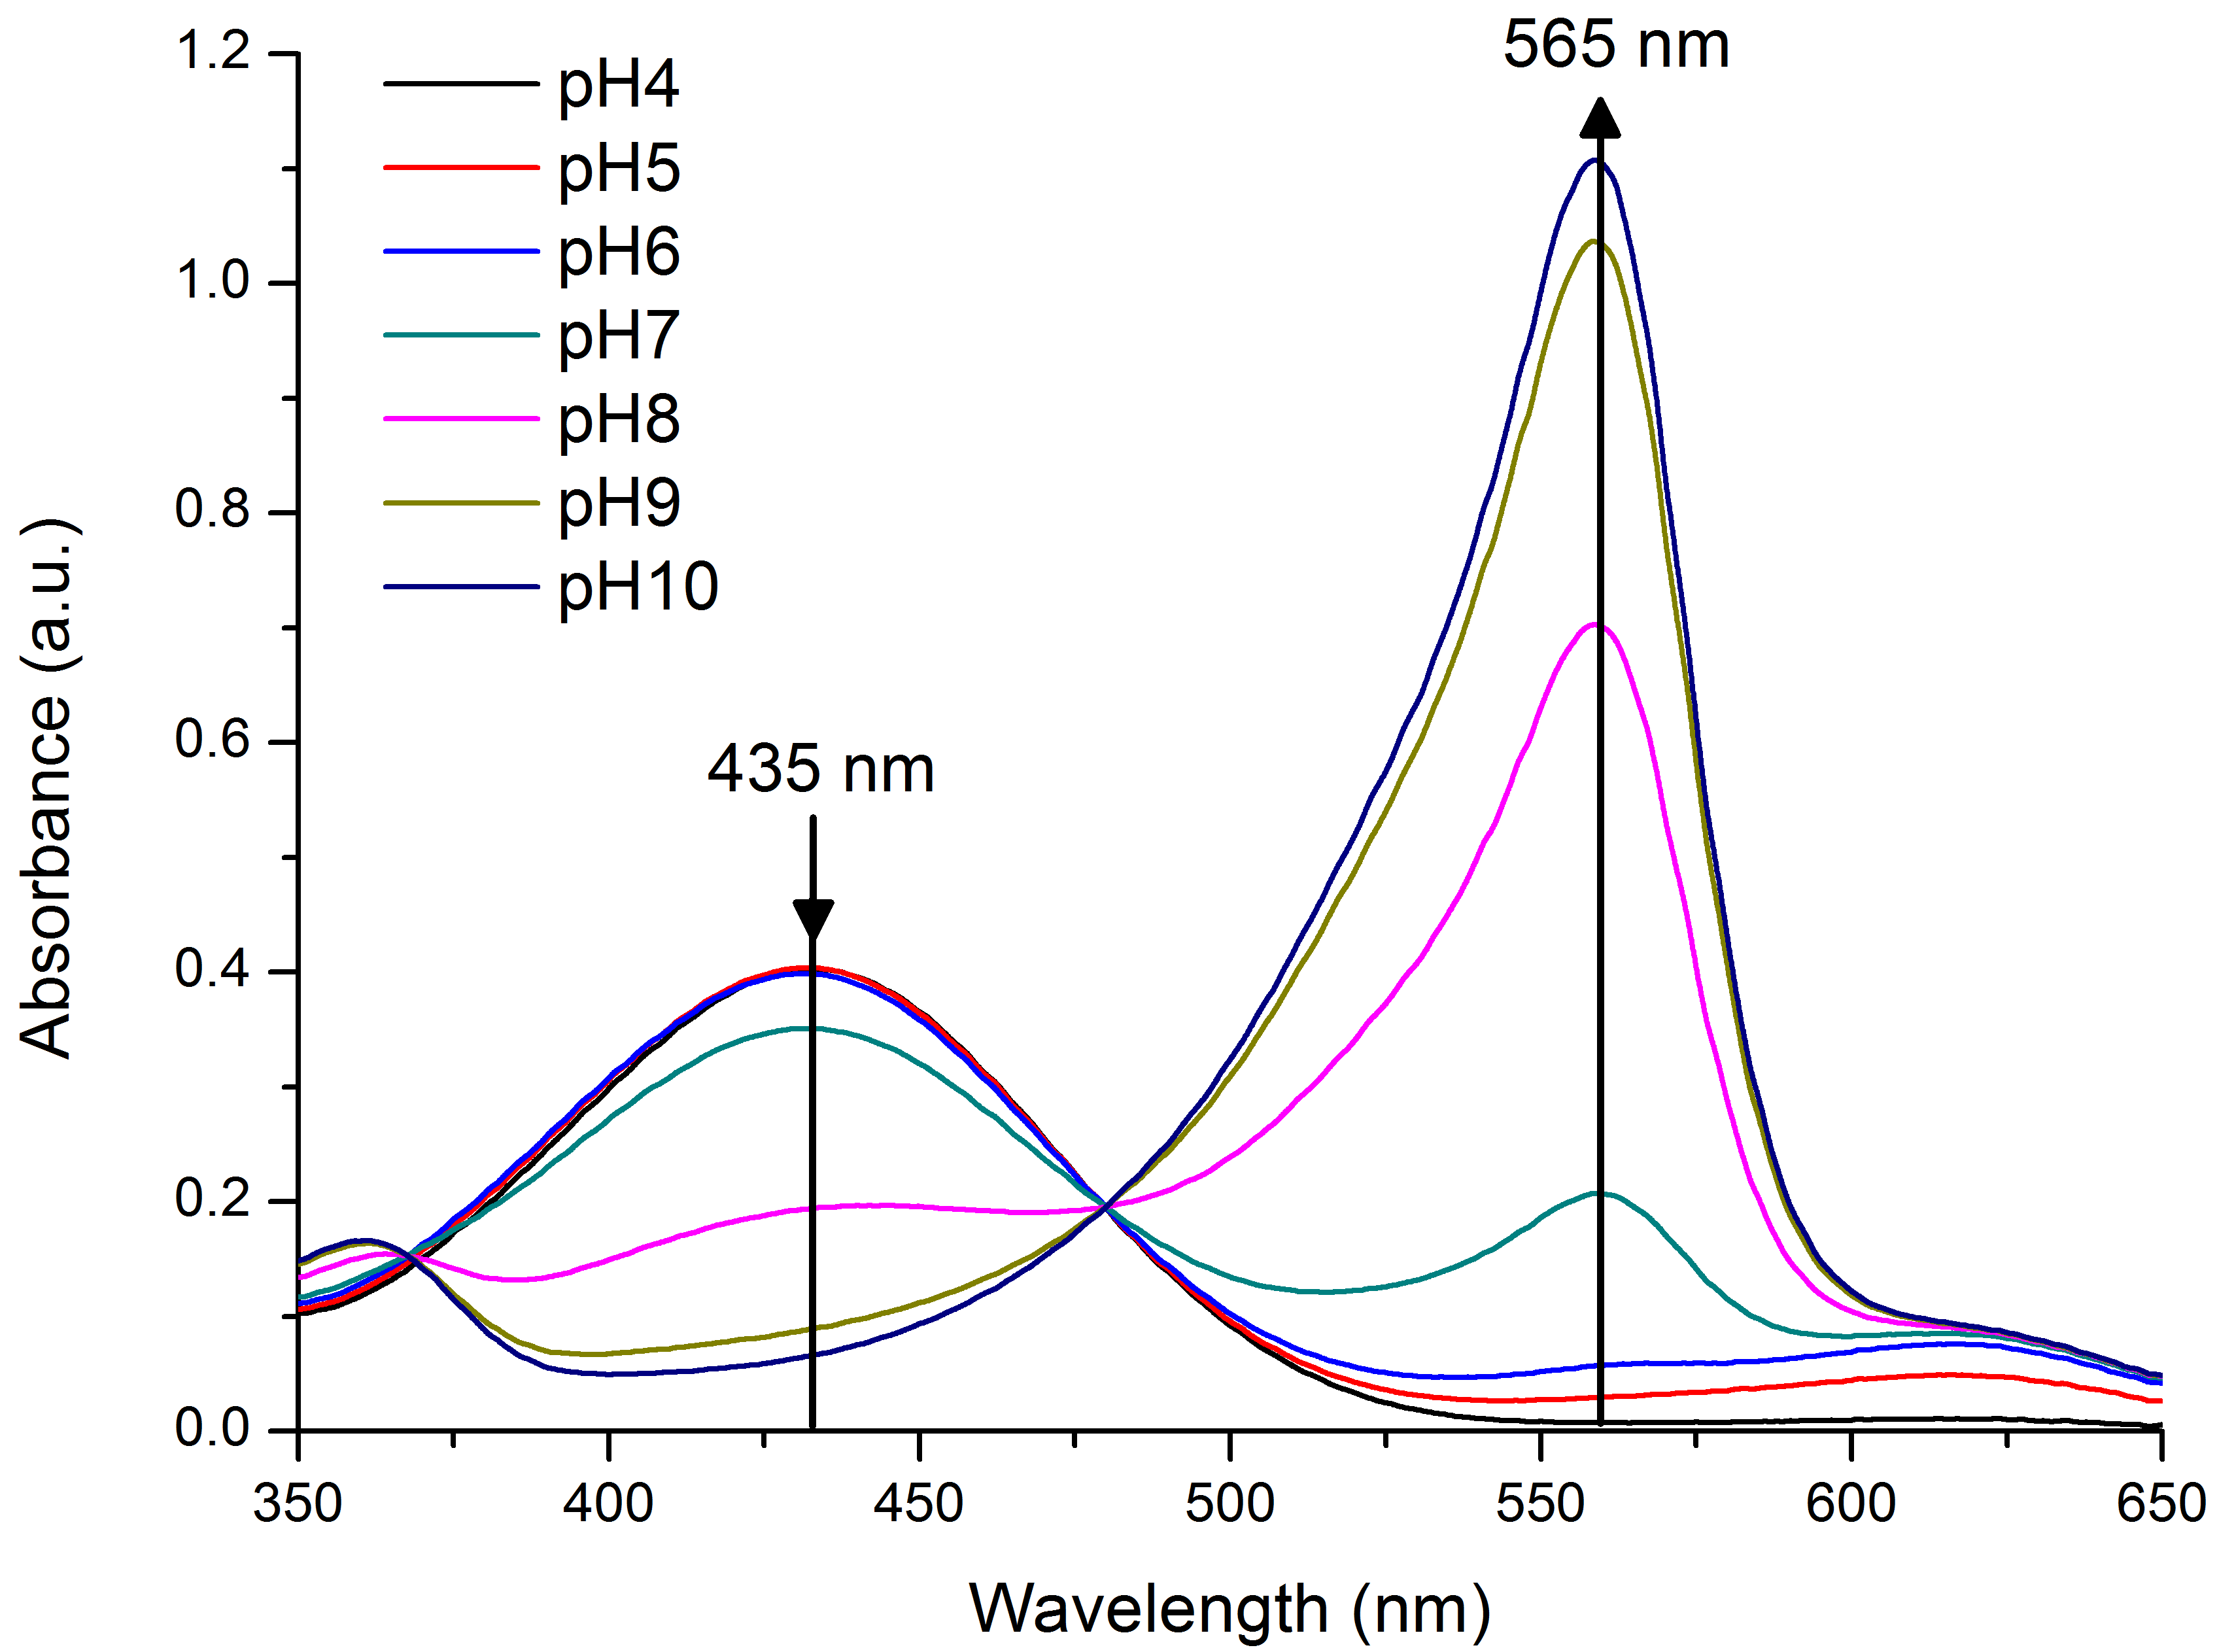 565 nm
1.2
pH4
pH5
pH6
1.0
pH7
pH8
0.8
pH9
pH10
0.6
435 nm
0.4
0.2
0.0
Absorbance (a.u.)
350 400 450 500 550 600 650
Wavelength (nm)